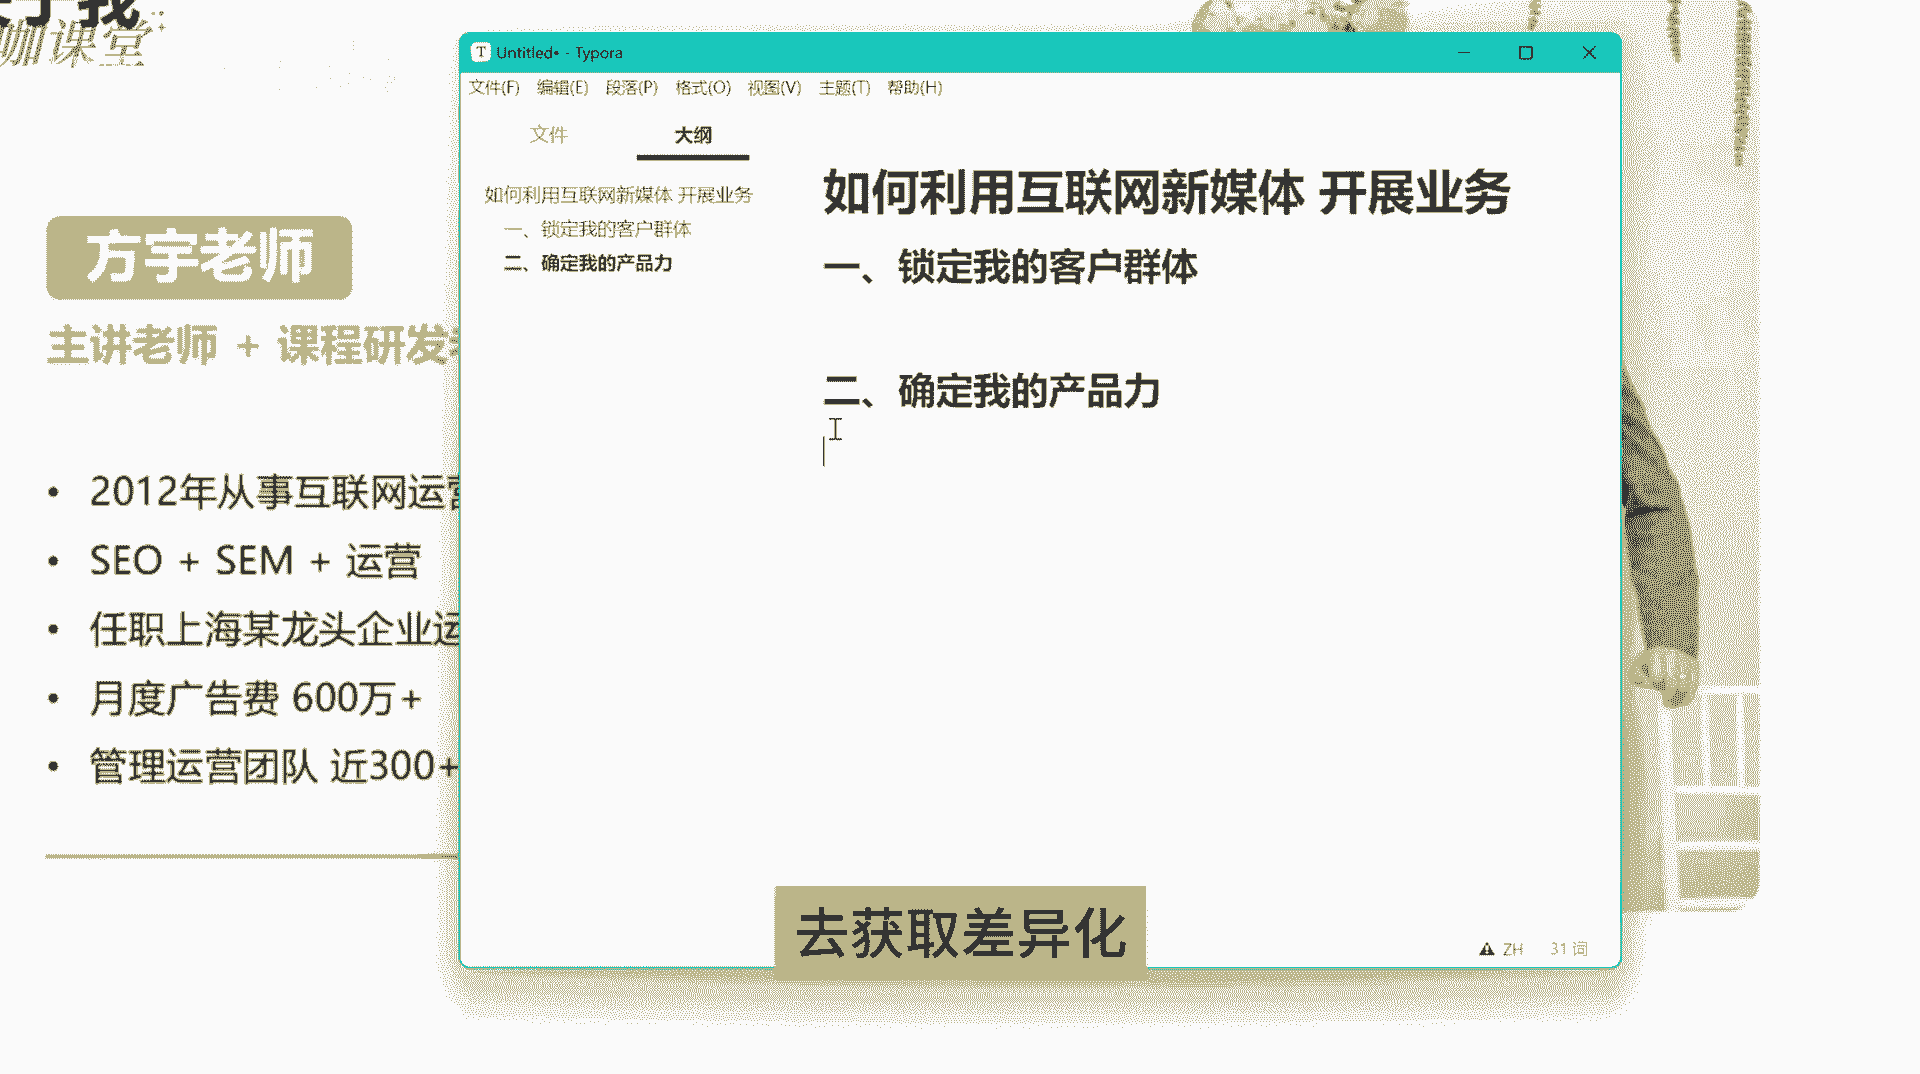 咖课堂
方宇老师
主讲老师 + 课程研发
2012年从事互联网运营
SEO + SEM + 运营
任职上海某龙头企业运
月度广告费 600万+
管理运营团队 近300+
Untitled• - Typora
文件(F) 编辑(E) 段落(P) 格式(O) 视图(V) 主题(T) 帮助(H)
文件 大纲
如何利用互联网新媒体 开展业务
一、锁定我的客户群体
二、确定我的产品力
如何利用互联网新媒体 开展业务
一、锁定我的客户群体
二、确定我的产品力
去获取差异化
ZH 31 词